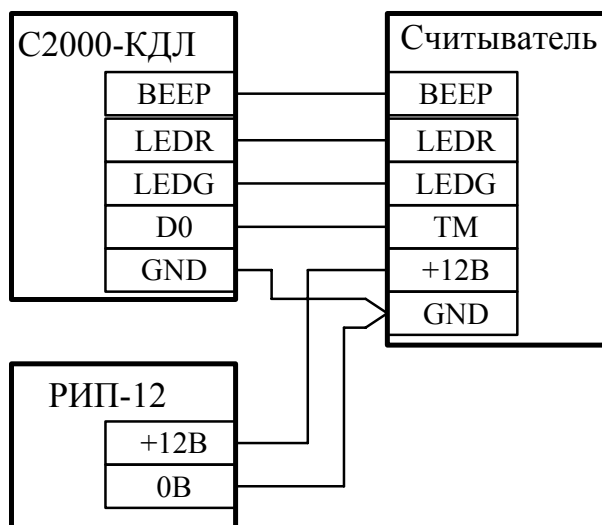 С2000-КДЛ
BEEP
LEDR
LEDG
D0
GND
Считыватель
BEEP
LEDR
LEDG
TM
+12В
GND
РИП-12
+12В
0В